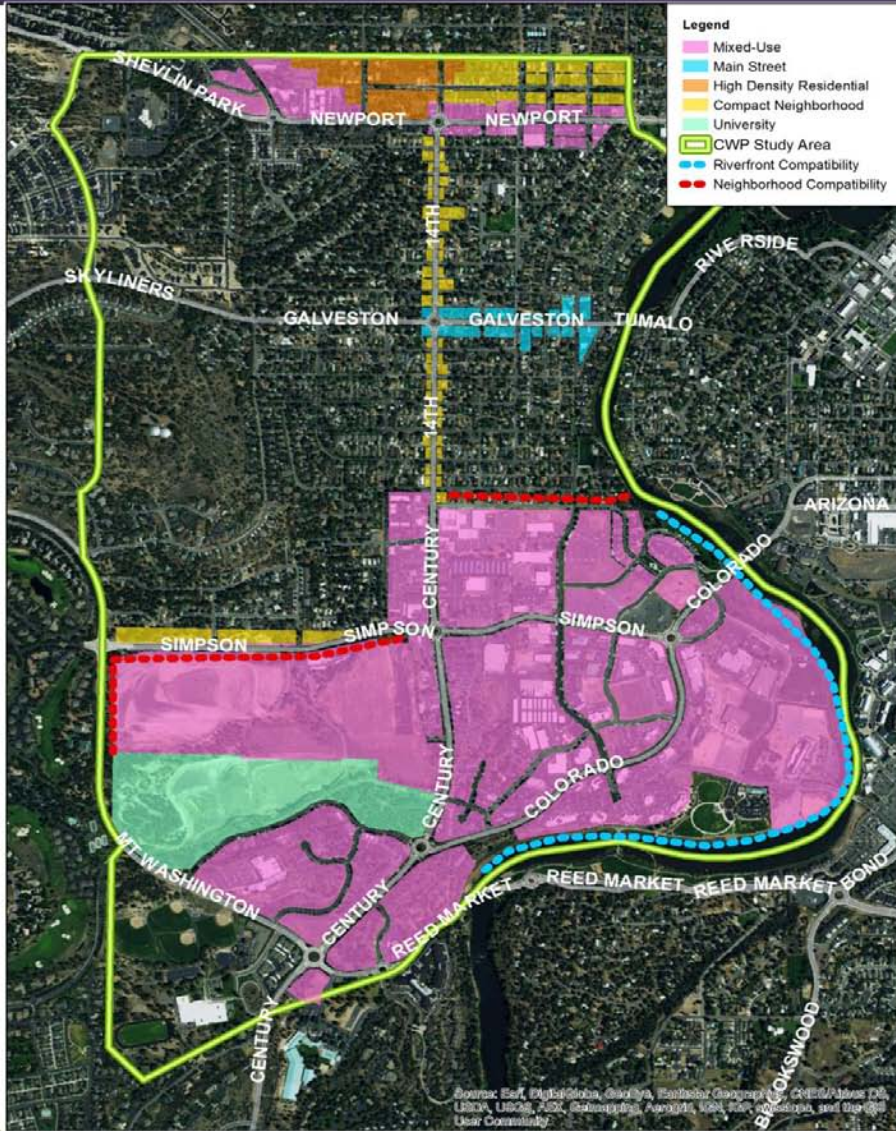 Legend
Mixed-Use
Main Street
High Density Residential
Compact Neighborhood
University
CWP Study Area
Riverfront Compatibility
Neighborhood Compatibility
SHEVLIN PARK
NEWPORT
NEWPORT
14TH
RIVERSIDE
SKYLINERS
GALVESTON
GALVESTON
TUMALO
14TH
ARIZONA
CENTURY
COLORADO
SIMPSON
SIMPSON
SIMPSON
CENTURY
COLORADO
MT WASHINGTON
CENTURY
REED MARKET
REED MARKET
REED MARKET
BOND
CENTURY
BROOKSWOOD
Source: Esri, DigitalGlobe, GeoEye, Earthstar Geographics, CNES/Airbus DS,
USDA, USGS, AEX, Getmapping, Aerogrid, IGN, IGP, swisstopo, and the GIS
User Community